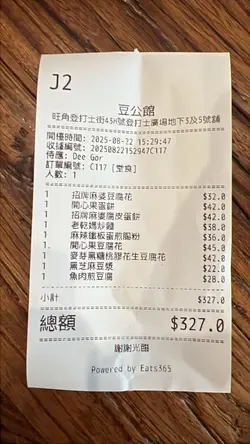 J2
豆公館
旺角登打士街43H號登打士廣場地下3及5號舖
開檯時間: 2025-08-22 15:29:47
收據編號: 20250822152947C117
侍應: Dee Gor
訂單編號: C117 [堂食]
人數: 1
1 招牌麻婆豆腐花 $32.0
1 開心果蛋餅 $42.0
1 招牌麻婆腐皮蛋餅 $42.0
1 老乾媽炒麵 $38.0
1 麻辣鐵板蛋煎腸粉 $36.0
1. 開心果豆腐花 $45.0
1 麥芽黑糖桃膠花生豆腐花 $42.0
1 黑芝麻豆漿 $22.0
1 魚肉煎豆腐 $28.0
小計 $327.0
總額 $327.0
謝謝光臨
Powered by Eats365